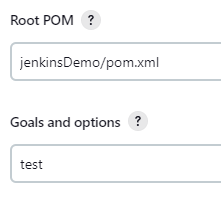 Root POM ?
jenkinsDemo/pom.xml
Goals and options ?
test